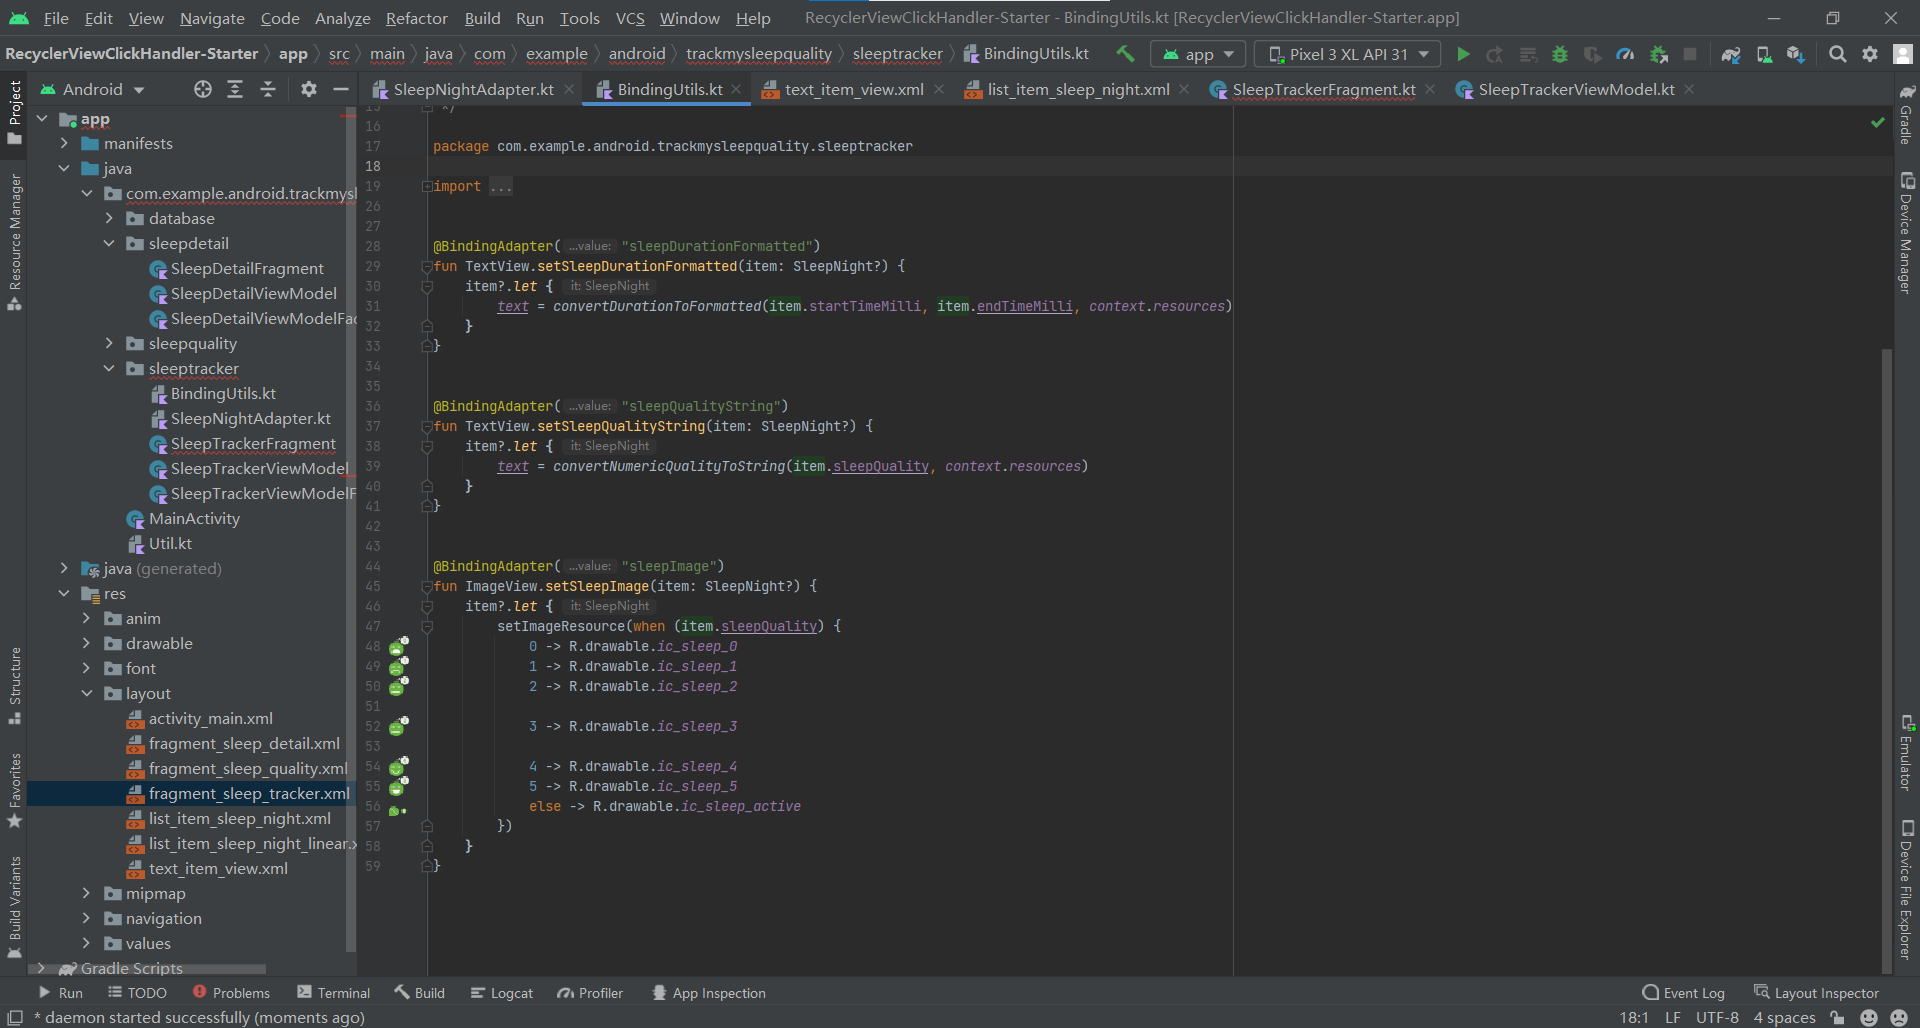 File Edit View Navigate Code Analyze Refactor Build Run Tools VCS Window Help RecyclerViewClickHandler-Starter - BindingUtils.kt [RecyclerViewClickHandler-Starter.app]
RecyclerViewClickHandler-Starter app src main java com example android trackmysleepquality sleeptracker BindingUtils.kt app Pixel 3 XL API 31
Android SleepNightAdapter.kt BindingUtils.kt text_item_view.xml list_item_sleep_night.xml SleepTrackerFragment.kt SleepTrackerViewModel.kt
Project
Resource Manager
Structure
Favorites
Build Variants
app
manifests
java
com.example.android.trackmysl
database
sleepdetail
SleepDetailFragment
SleepDetailViewModel
SleepDetailViewModelFac
sleepquality
sleeptracker
BindingUtils.kt
SleepNightAdapter.kt
SleepTrackerFragment
SleepTrackerViewModel
SleepTrackerViewModelF
MainActivity
Util.kt
java (generated)
res
anim
drawable
font
layout
activity_main.xml
fragment_sleep_detail.xml
fragment_sleep_quality.xml
fragment_sleep_tracker.xml
list_item_sleep_night.xml
list_item_sleep_night_linear.x
text_item_view.xml
mipmap
navigation
values
Gradle Scripts
15 */
16
17 package com.example.android.trackmysleepquality.sleeptracker
18
19 import ...
26
27
28 @BindingAdapter( ...value: "sleepDurationFormatted")
29 fun TextView.setSleepDurationFormatted(item: SleepNight?) {
30 item?.let { it: SleepNight
31 text = convertDurationToFormatted(item.startTimeMilli, item.endTimeMilli, context.resources)
32 }
33 }
34
35
36 @BindingAdapter( ...value: "sleepQualityString")
37 fun TextView.setSleepQualityString(item: SleepNight?) {
38 item?.let { it: SleepNight
39 text = convertNumericQualityToString(item.sleepQuality, context.resources)
40 }
41 }
42
43
44 @BindingAdapter( ...value: "sleepImage")
45 fun ImageView.setSleepImage(item: SleepNight?) {
46 item?.let { it: SleepNight
47 setImageResource(when (item.sleepQuality) {
48 0 -> R.drawable.ic_sleep_0
49 1 -> R.drawable.ic_sleep_1
50 2 -> R.drawable.ic_sleep_2
51
52 3 -> R.drawable.ic_sleep_3
53
54 4 -> R.drawable.ic_sleep_4
55 5 -> R.drawable.ic_sleep_5
56 else -> R.drawable.ic_sleep_active
57 })
58 }
59 }
Gradle
Device Manager
Emulator
Device File Explorer
Run TODO Problems Terminal Build Logcat Profiler App Inspection Event Log Layout Inspector
* daemon started successfully (moments ago) 18:1 LF UTF-8 4 spaces